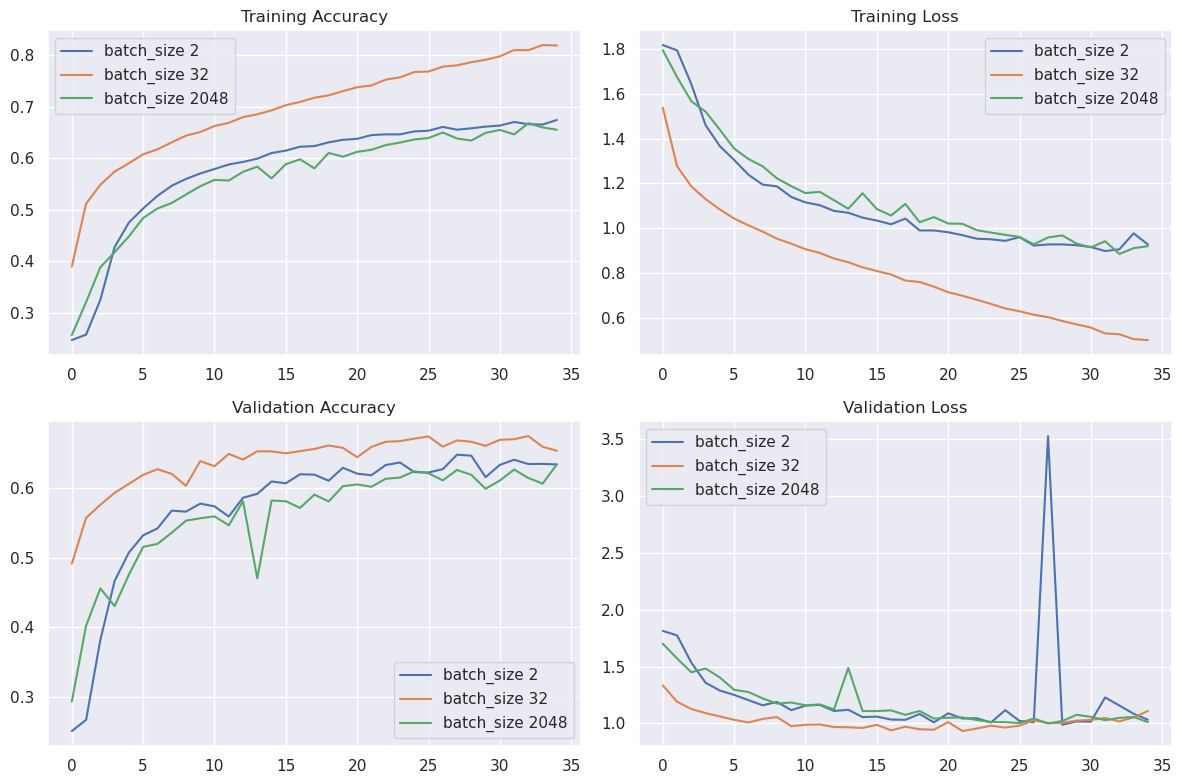 Training Accuracy
batch_size 2
batch_size 32
batch_size 2048
0.8
0.7
0.6
0.5
0.4
0.3
0 5 10 15 20 25 30 35
Training Loss
batch_size 2
batch_size 32
batch_size 2048
1.8
1.6
1.4
1.2
1.0
0.8
0.6
0 5 10 15 20 25 30 35
Validation Accuracy
0.6
0.5
0.3
batch_size 2
batch_size 32
batch_size 2048
0 5 10 15 20 25 30 35
Validation Loss
batch_size 2
batch_size 32
batch_size 2048
3.5
3.0
2.5
2.0
1.5
1.0
0 5 10 15 20 25 30 35